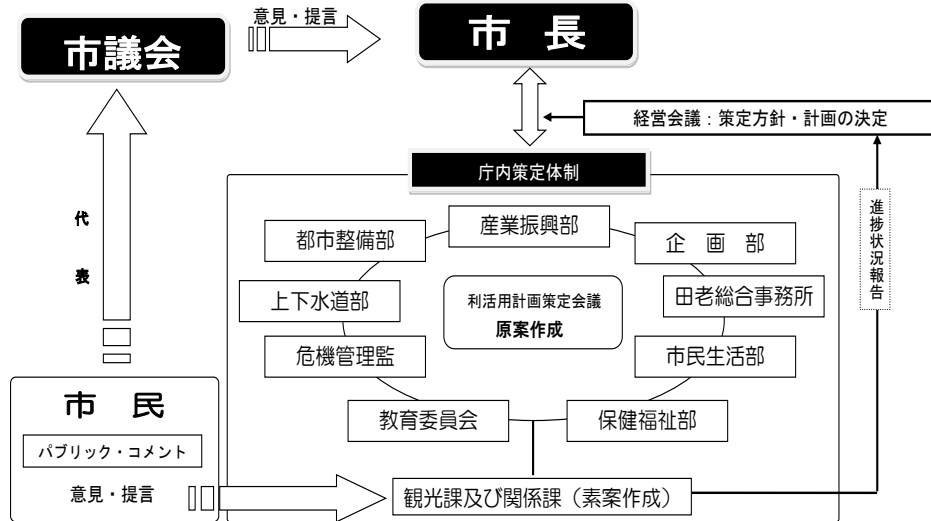 意見・提言
市議会
市 長
経営会議：策定方針・計画の決定
庁内策定体制
代 表
進捗状況報告
産業振興部
都市整備部
企 画 部
上下水道部
利活用計画策定会議
原案作成
田老総合事務所
危機管理監
市民生活部
教育委員会
保健福祉部
市 民
パブリック・コメント
意見・提言
観光課及び関係課（素案作成）